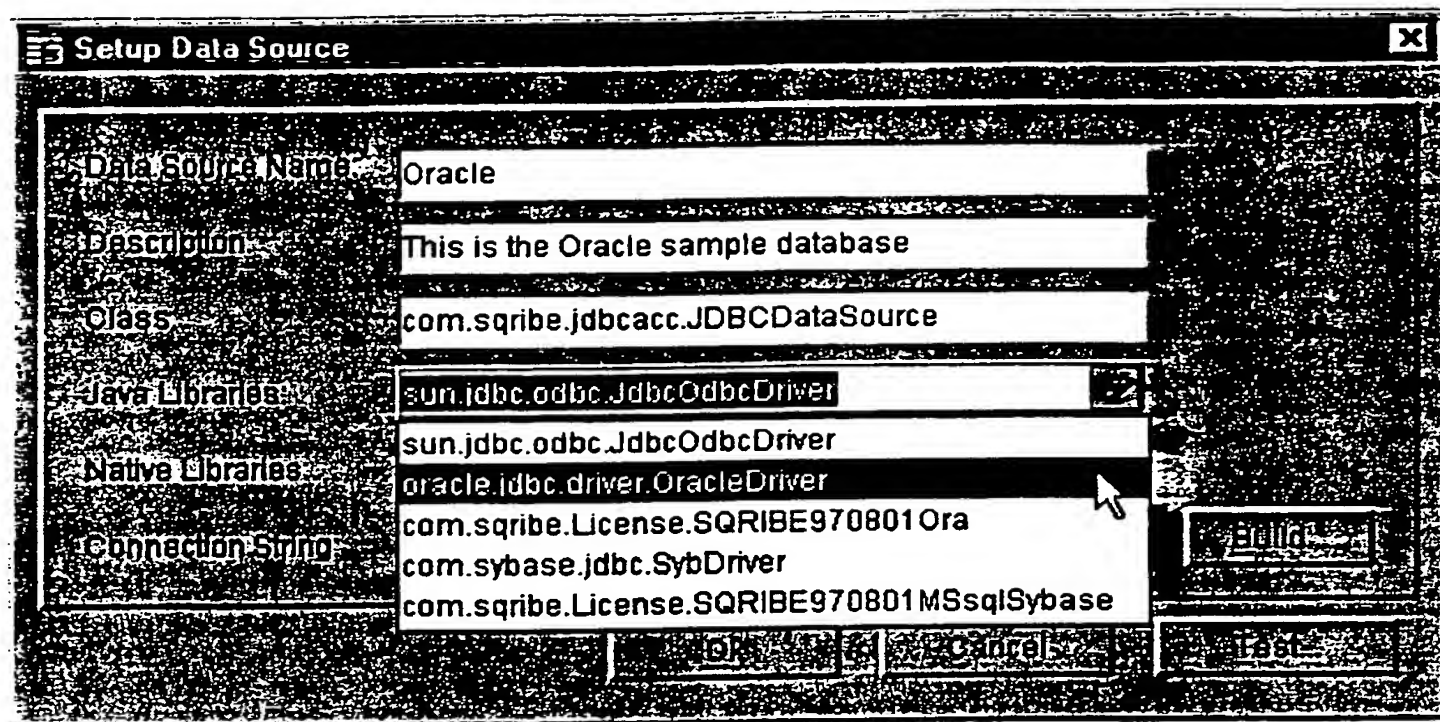 Setup Data Source
Data Source Name: Oracle
Description This is the Oracle sample database
Class com.sqribe.jdbcacc.JDBCDataSource
Java Libraries: sun.jdbc.odbc.JdbcOdbcDriver
sun.jdbc.odbc.JdbcOdbcDriver
Native Libraries oracle.jdbc.driver.OracleDriver
com.sqribe.License.SQRIBE970801Ora
Connection String
Build
com.sybase.jdbc.SybDriver
com.sqribe.License.SQRIBE970801MSsqlSybase
OK Cancel Test